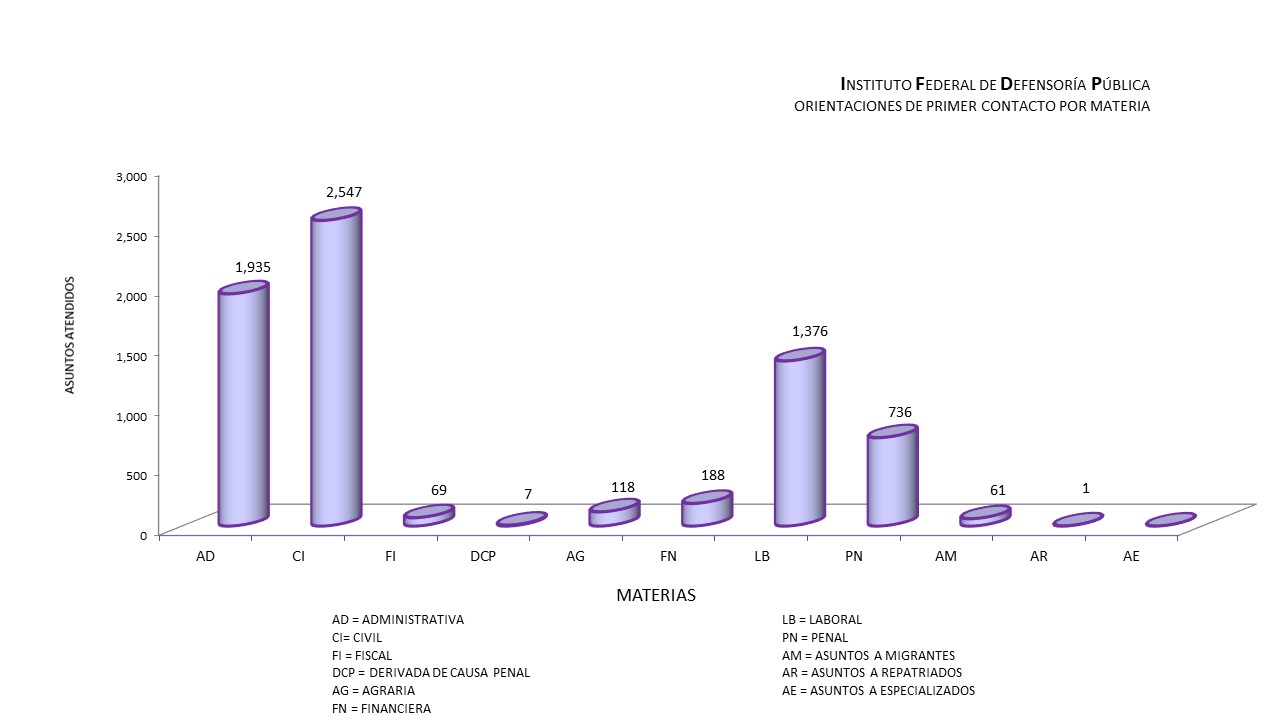 INSTITUTO FEDERAL DE DEFENSORÍA PÚBLICA
ORIENTACIONES DE PRIMER CONTACTO POR MATERIA
ASUNTOS ATENDIDOS
3,000
2,500
2,000
1,500
1,000
500
0
1,935
2,547
69
7
118
188
1,376
736
61
1
AD CI FI DCP AG FN LB PN AM AR AE
MATERIAS
AD = ADMINISTRATIVA
CI= CIVIL
FI = FISCAL
DCP = DERIVADA DE CAUSA PENAL
AG = AGRARIA
FN = FINANCIERA
LB = LABORAL
PN = PENAL
AM = ASUNTOS A MIGRANTES
AR = ASUNTOS A REPATRIADOS
AE = ASUNTOS A ESPECIALIZADOS